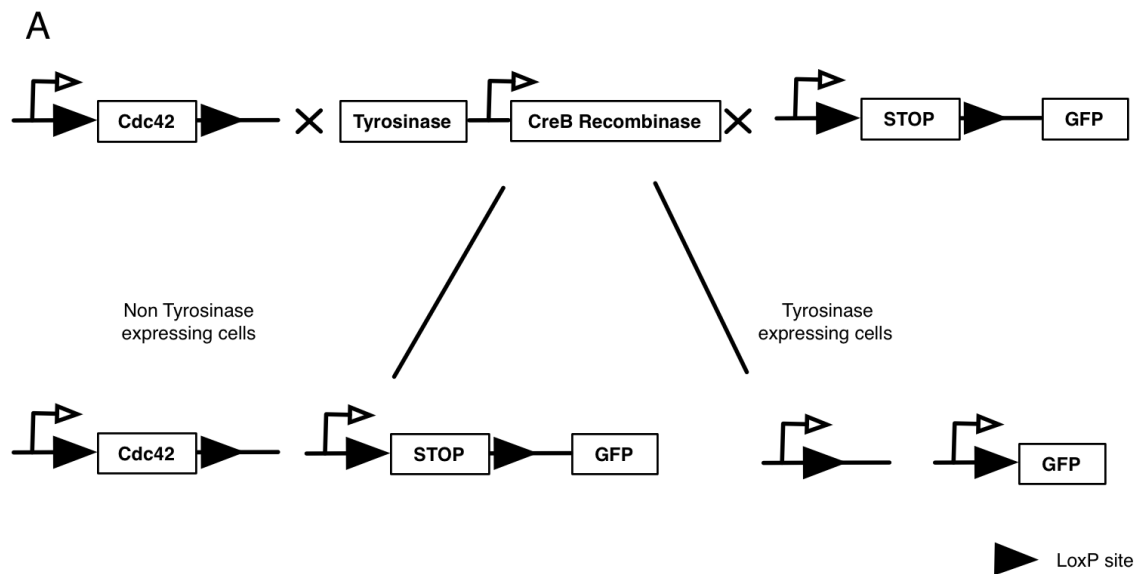 A
Cdc42
Tyrosinase
CreB Recombinase
STOP
GFP
Non Tyrosinase
expressing cells
Tyrosinase
expressing cells
Cdc42
STOP
GFP
GFP
LoxP site